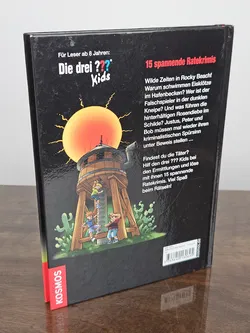 Für Leser ab 8 Jahren:
Die drei ???
Kids
15 spannende Ratekrimis
Wilde Zeiten in Rocky Beach!
Warum schwimmen Eisklötze
im Hafenbecken? Wer ist der
Falschspieler in der dunklen
Kneipe? Und was führen die
hinterhältigen Rosendiebe im
Schilde? Justus, Peter und
Bob müssen mal wieder ihren
kriminalistischen Spürsinn
unter Beweis stellen ...
Findest du die Täter?
Hilf den drei ??? Kids bei
den Ermittlungen und löse
mit ihnen 15 spannende
Ratekrimis. Viel Spaß
beim Rätseln!
KOSMOS